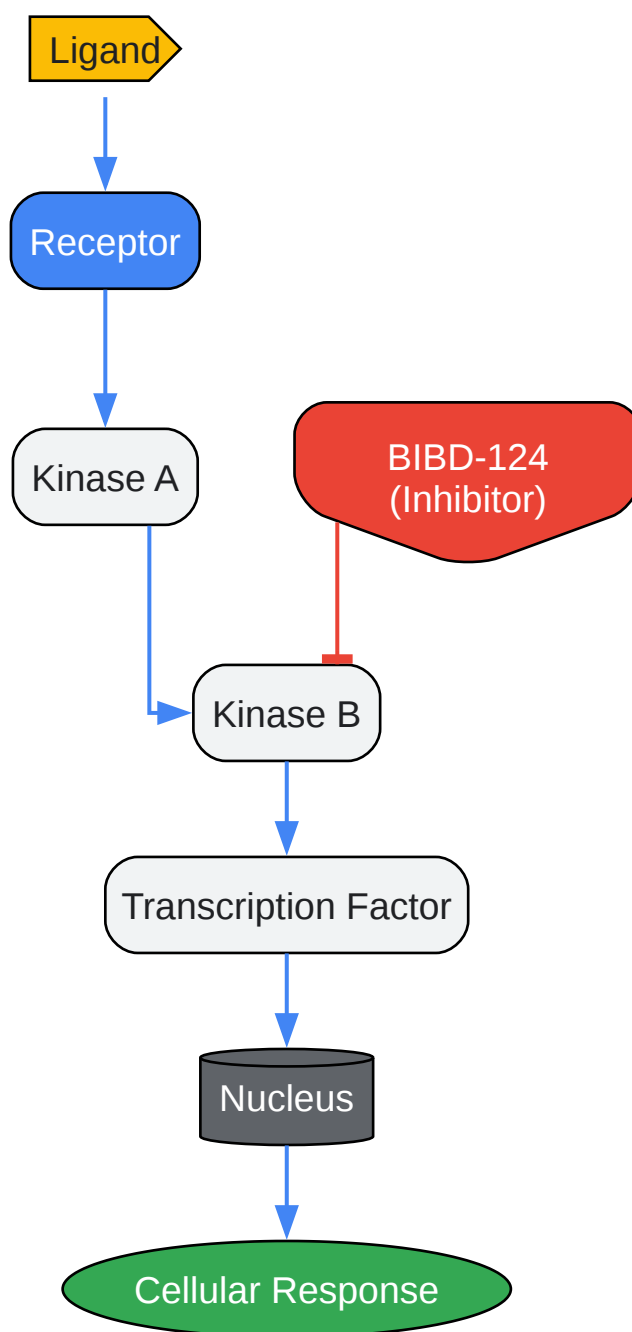 Ligand
Receptor
Kinase A
BIBD-124
(Inhibitor)
Kinase B
Transcription Factor
Nucleus
Cellular Response